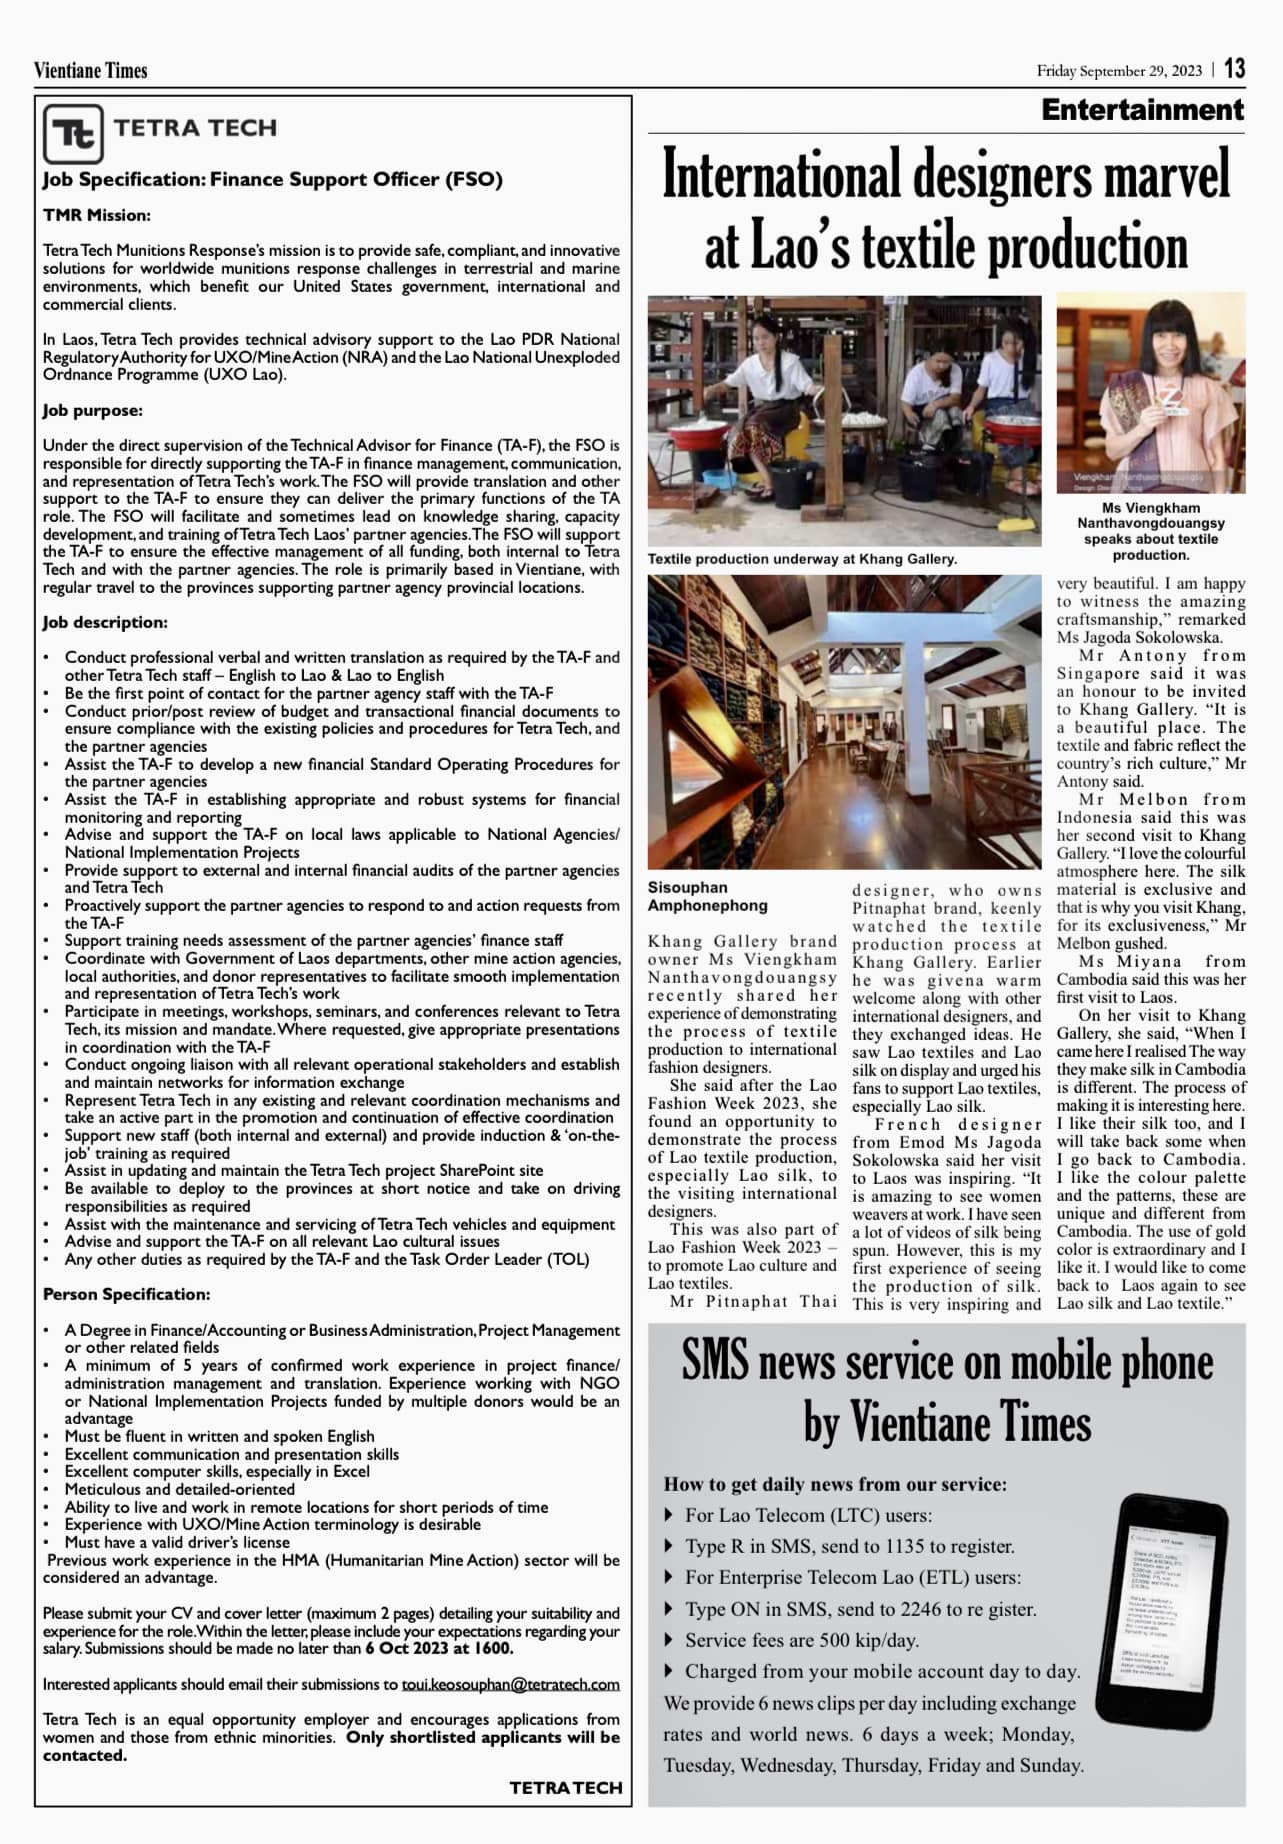 Vientiane Times
Friday September 29, 2023 | 13
Tt TETRA TECH
Job Specification: Finance Support Officer (FSO)
TMR Mission:
Tetra Tech Munitions Response's mission is to provide safe, compliant, and innovative
solutions for worldwide munitions response challenges in terrestrial and marine
environments, which benefit our United States government, international and
commercial clients.
In Laos, Tetra Tech provides technical advisory support to the Lao PDR National
Regulatory Authority for UXO/Mine Action (NRA) and the Lao National Unexploded
Ordnance Programme (UXO Lao).
Job purpose:
Under the direct supervision of the Technical Advisor for Finance (TA-F), the FSO is
responsible for directly supporting the TA-F in finance management, communication,
and representation of Tetra Tech's work. The FSO will provide translation and other
support to the TA-F to ensure they can deliver the primary functions of the TA
role. The FSO will facilitate and sometimes lead on knowledge sharing, capacity
development, and training of Tetra Tech Laos' partner agencies. The FSO will support
the TA-F to ensure the effective management of all funding, both internal to Tetra
Tech and with the partner agencies. The role is primarily based in Vientiane, with
regular travel to the provinces supporting partner agency provincial locations.
Job description:
• Conduct professional verbal and written translation as required by the TA-F and
other Tetra Tech staff – English to Lao & Lao to English
• Be the first point of contact for the partner agency staff with the TA-F
• Conduct prior/post review of budget and transactional financial documents to
ensure compliance with the existing policies and procedures for Tetra Tech, and
the partner agencies
• Assist the TA-F to develop a new financial Standard Operating Procedures for
the partner agencies
• Assist the TA-F in establishing appropriate and robust systems for financial
monitoring and reporting
• Advise and support the TA-F on local laws applicable to National Agencies/
National Implementation Projects
• Provide support to external and internal financial audits of the partner agencies
and Tetra Tech
• Proactively support the partner agencies to respond to and action requests from
the TA-F
• Support training needs assessment of the partner agencies' finance staff
• Coordinate with Government of Laos departments, other mine action agencies,
local authorities, and donor representatives to facilitate smooth implementation
and representation of Tetra Tech's work
• Participate in meetings, workshops, seminars, and conferences relevant to Tetra
Tech, its mission and mandate. Where requested, give appropriate presentations
in coordination with the TA-F
• Conduct ongoing liaison with all relevant operational stakeholders and establish
and maintain networks for information exchange
• Represent Tetra Tech in any existing and relevant coordination mechanisms and
take an active part in the promotion and continuation of effective coordination
• Support new staff (both internal and external) and provide induction & 'on-the-
job' training as required
• Assist in updating and maintain the Tetra Tech project SharePoint site
• Be available to deploy to the provinces at short notice and take on driving
responsibilities as required
• Assist with the maintenance and servicing of Tetra Tech vehicles and equipment
• Advise and support the TA-F on all relevant Lao cultural issues
• Any other duties as required by the TA-F and the Task Order Leader (TOL)
Person Specification:
• A Degree in Finance/Accounting or Business Administration, Project Management
or other related fields
• A minimum of 5 years of confirmed work experience in project finance/
administration management and translation. Experience working with NGO
or National Implementation Projects funded by multiple donors would be an
advantage
• Must be fluent in written and spoken English
• Excellent communication and presentation skills
• Excellent computer skills, especially in Excel
• Meticulous and detailed-oriented
• Ability to live and work in remote locations for short periods of time
• Experience with UXO/Mine Action terminology is desirable
• Must have a valid driver's license
Previous work experience in the HMA (Humanitarian Mine Action) sector will be
considered an advantage.
Please submit your CV and cover letter (maximum 2 pages) detailing your suitability and
experience for the role. Within the letter, please include your expectations regarding your
salary. Submissions should be made no later than 6 Oct 2023 at 1600.
Interested applicants should email their submissions to toui.keosouphan@tetratech.com
Tetra Tech is an equal opportunity employer and encourages applications from
women and those from ethnic minorities. Only shortlisted applicants will be
contacted.
TETRA TECH
Entertainment
International designers marvel
at Lao's textile production
Textile production underway at Khang Gallery.
Viengkham Nanthavongdouangsy
Ms Viengkham
Nanthavongdouangsy
speaks about textile
production.
Sisouphan
Amphonephong
Khang Gallery brand
owner Ms Viengkham
Nanthavongdouangsy
recently shared her
experience of demonstrating
the process of textile
production to international
fashion designers.
She said after the Lao
Fashion Week 2023, she
found an opportunity to
demonstrate the process
of Lao textile production,
especially Lao silk, to
the visiting international
designers.
This was also part of
Lao Fashion Week 2023 –
to promote Lao culture and
Lao textiles.
Mr Pitnaphat Thai
designer, who owns
Pitnaphat brand, keenly
watched the textile
production process at
Khang Gallery. Earlier
he was givena warm
welcome along with other
international designers, and
they exchanged ideas. He
saw Lao textiles and Lao
silk on display and urged his
fans to support Lao textiles,
especially Lao silk.
French designer
from Emod Ms Jagoda
Sokolowska said her visit
to Laos was inspiring. “It
is amazing to see women
weavers at work. I have seen
a lot of videos of silk being
spun. However, this is my
first experience of seeing
the production of silk.
This is very inspiring and
very beautiful. I am happy
to witness the amazing
craftsmanship,” remarked
Ms Jagoda Sokolowska.
Mr Antony from
Singapore said it was
an honour to be invited
to Khang Gallery. “It is
a beautiful place. The
textile and fabric reflect the
country's rich culture,” Mr
Antony said.
Mr Melbon from
Indonesia said this was
her second visit to Khang
Gallery. “I love the colourful
atmosphere here. The silk
material is exclusive and
that is why you visit Khang,
for its exclusiveness,” Mr
Melbon gushed.
Ms Miyana from
Cambodia said this was her
first visit to Laos.
On her visit to Khang
Gallery, she said, “When I
came here I realised The way
they make silk in Cambodia
is different. The process of
making it is interesting here.
I like their silk too, and I
will take back some when
I go back to Cambodia.
I like the colour palette
and the patterns, these are
unique and different from
Cambodia. The use of gold
color is extraordinary and I
like it. I would like to come
back to Laos again to see
Lao silk and Lao textile.”
SMS news service on mobile phone
by Vientiane Times
How to get daily news from our service:
For Lao Telecom (LTC) users:
Type R in SMS, send to 1135 to register.
For Enterprise Telecom Lao (ETL) users:
Type ON in SMS, send to 2246 to re gister.
Service fees are 500 kip/day.
Charged from your mobile account day to day.
We provide 6 news clips per day including exchange
rates and world news. 6 days a week; Monday,
Tuesday, Wednesday, Thursday, Friday and Sunday.